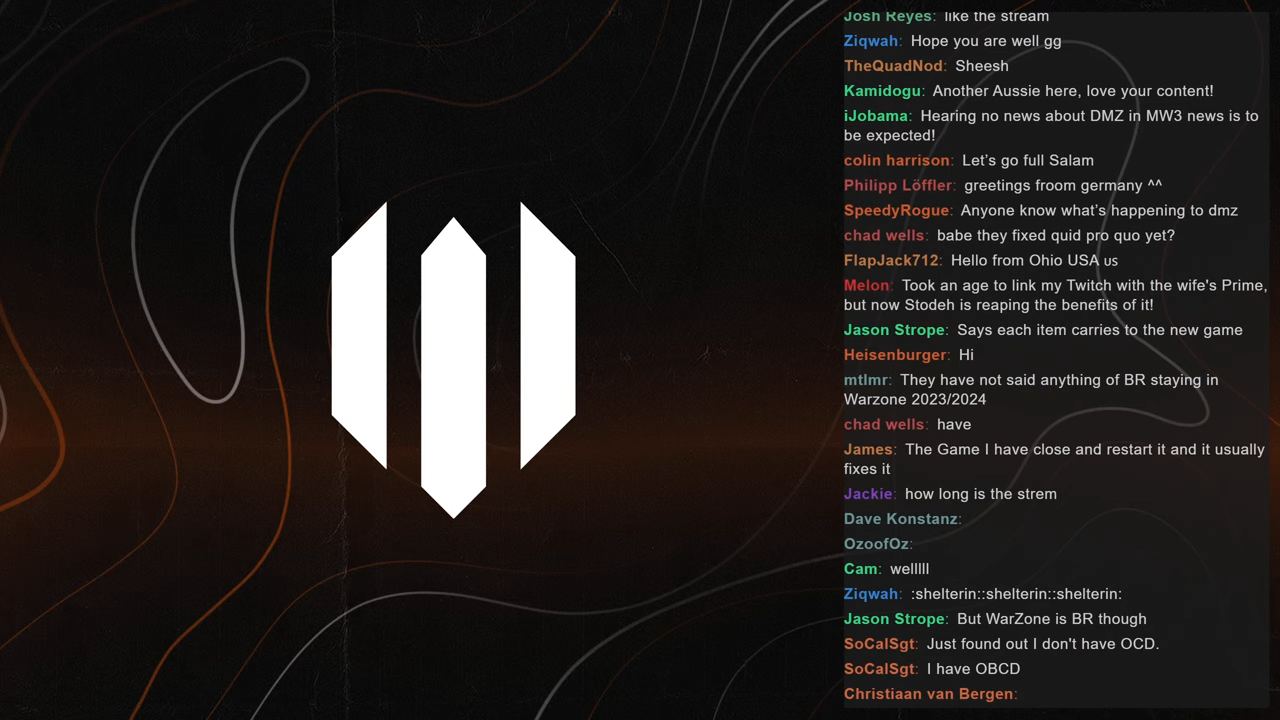 Josh Reyes: like the stream
Ziqwah: Hope you are well gg
TheQuadNod: Sheesh
Kamidogu: Another Aussie here, love your content!
iJobama: Hearing no news about DMZ in MW3 news is to
be expected!
colin harrison: Let's go full Salam
Philipp Löffler: greetings froom germany ^^
SpeedyRogue: Anyone know what's happening to dmz
chad wells: babe they fixed quid pro quo yet?
FlapJack712: Hello from Ohio USA us
Melon: Took an age to link my Twitch with the wife's Prime,
but now Stodeh is reaping the benefits of it!
Jason Strope: Says each item carries to the new game
Heisenburger: Hi
mtlmr: They have not said anything of BR staying in
Warzone 2023/2024
chad wells: have
James: The Game I have close and restart it and it usually
fixes it
Jackie: how long is the strem
Dave Konstanz:
OzoofOz:
Cam: welllll
Ziqwah: :shelterin::shelterin::shelterin:
Jason Strope: But WarZone is BR though
SoCalSgt: Just found out I don't have OCD.
SoCalSgt: I have OBCD
Christiaan van Bergen: